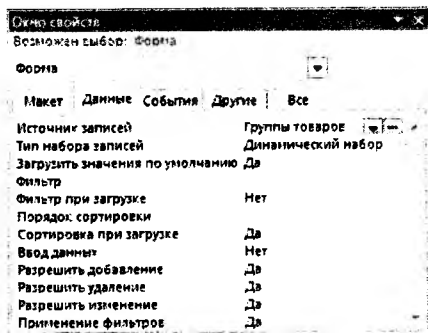 Окно свойств
Возможен выбор: Форма
Форма
Макет Данные События Другие Все
Источник записей Группы товаров
Тип набора записей Динамический набор
Загрузить значения по умолчанию Да
Фильтр
Фильтр при загрузке Нет
Порядок сортировки
Сортировка при загрузке Да
Ввод данных Нет
Разрешить добавление Да
Разрешить удаление Да
Разрешить изменение Да
Применение фильтров Да